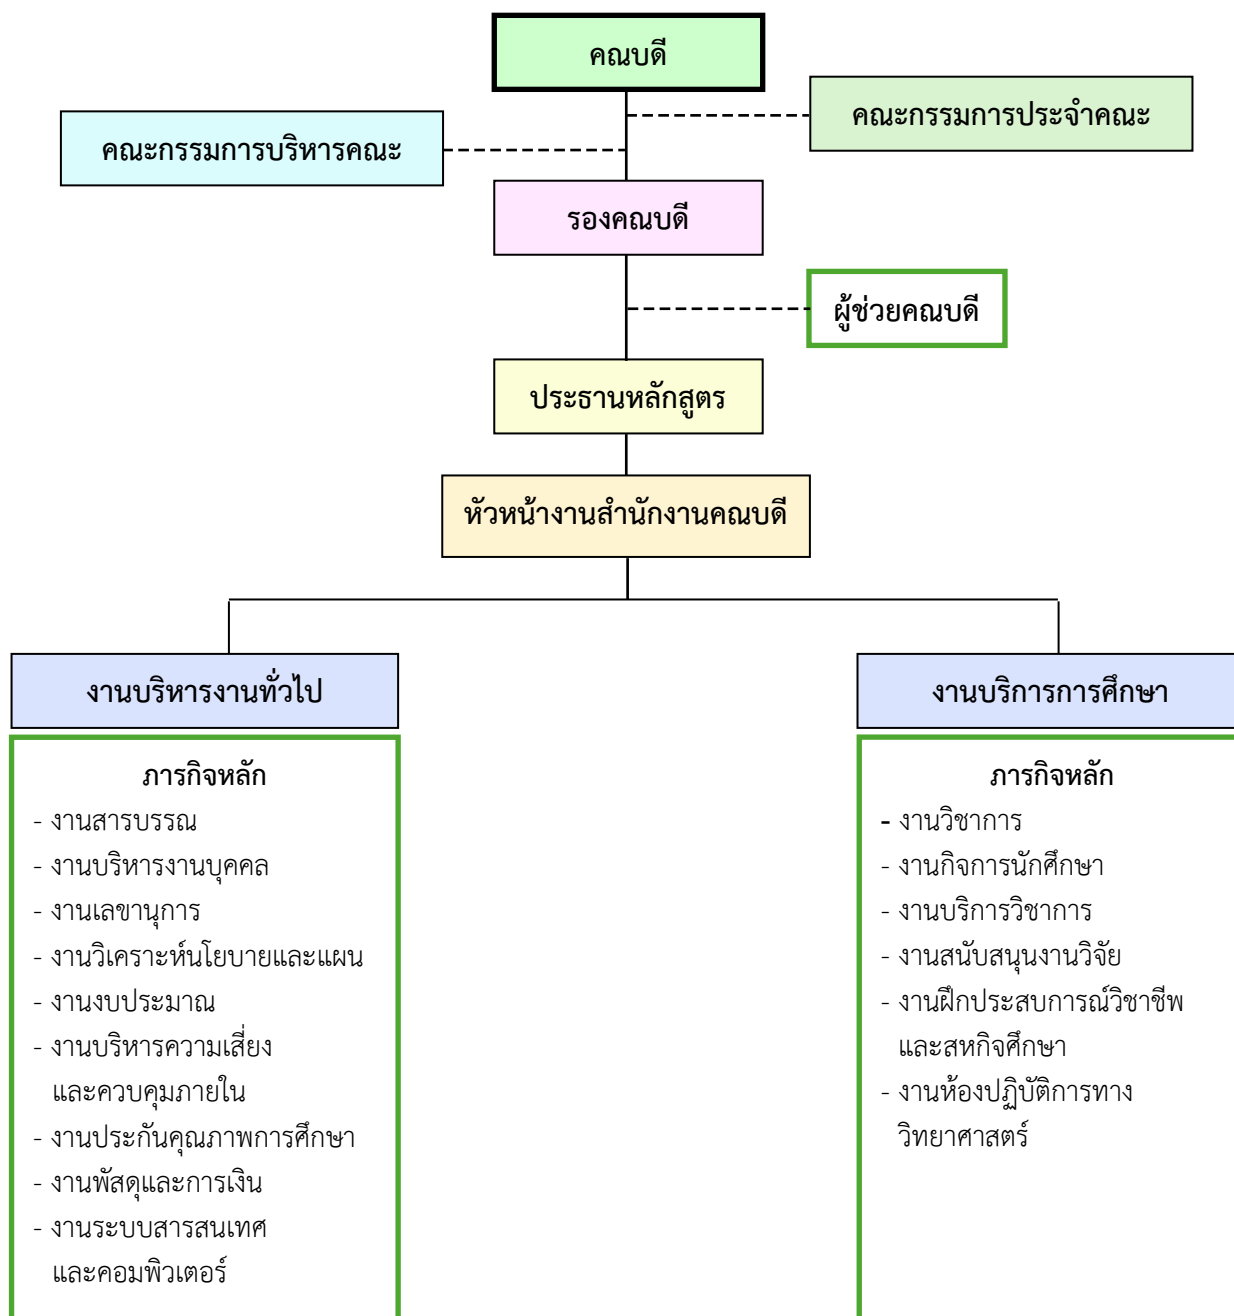 คณบดี
คณะกรรมการประจำคณะ
คณะกรรมการบริหารคณะ
รองคณบดี
ผู้ช่วยคณบดี
ประธานหลักสูตร
หัวหน้างานสำนักงานคณบดี
งานบริหารงานทั่วไป
ภารกิจหลัก
- งานสารบรรณ
- งานบริหารงานบุคคล
- งานเลขานุการ
- งานวิเคราะห์นโยบายและแผน
- งานงบประมาณ
- งานบริหารความเสี่ยง
และควบคุมภายใน
- งานประกันคุณภาพการศึกษา
- งานพัสดุและการเงิน
- งานระบบสารสนเทศ
และคอมพิวเตอร์
งานบริการการศึกษา
ภารกิจหลัก
- งานวิชาการ
- งานกิจการนักศึกษา
- งานบริการวิชาการ
- งานสนับสนุนงานวิจัย
- งานฝึกประสบการณ์วิชาชีพ
และสหกิจศึกษา
- งานห้องปฏิบัติการทาง
วิทยาศาสตร์